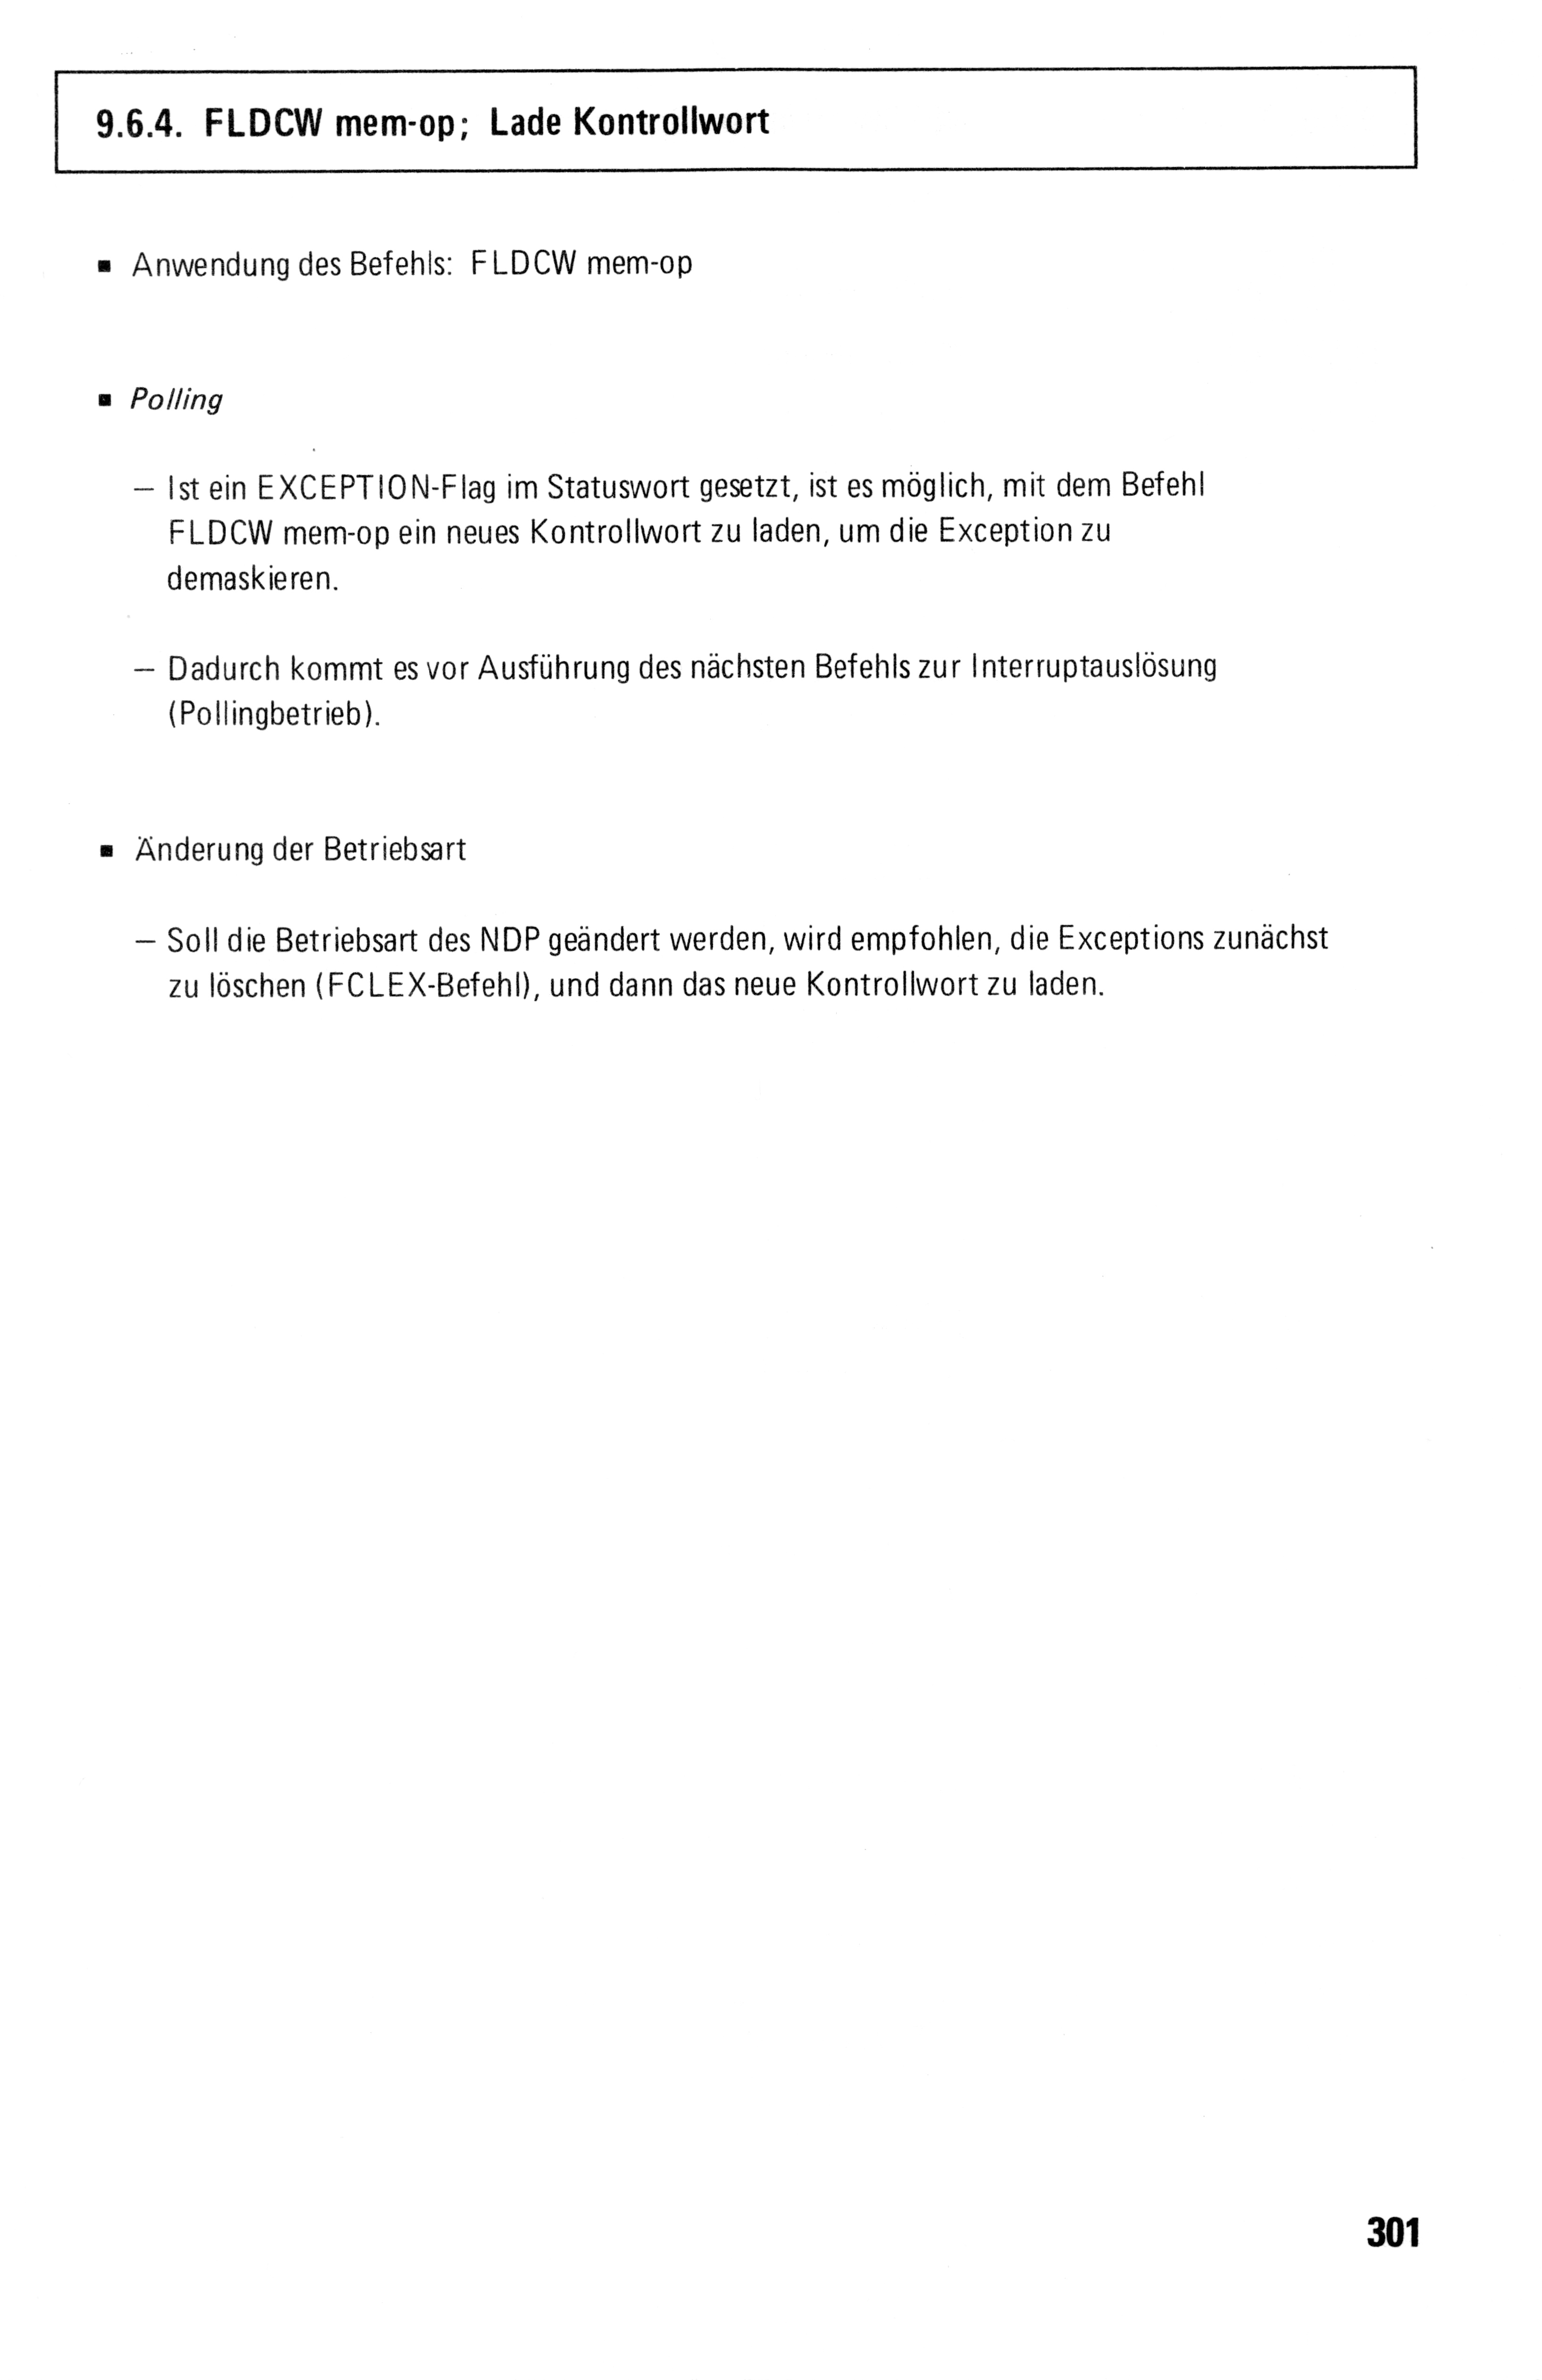 9.6.4. FLDCW mem-op; Lade Kontrollwort
▪ Anwendung des Befehls: FLDCW mem-op
▪ Polling
– Ist ein EXCEPTION-Flag im Statuswort gesetzt, ist es möglich, mit dem Befehl
FLDCW mem-op ein neues Kontrollwort zu laden, um die Exception zu
demaskieren.
– Dadurch kommt es vor Ausführung des nächsten Befehls zur Interruptauslösung
(Pollingbetrieb).
▪ Änderung der Betriebsart
– Soll die Betriebsart des NDP geändert werden, wird empfohlen, die Exceptions zunächst
zu löschen (FCLEX-Befehl), und dann das neue Kontrollwort zu laden.
301